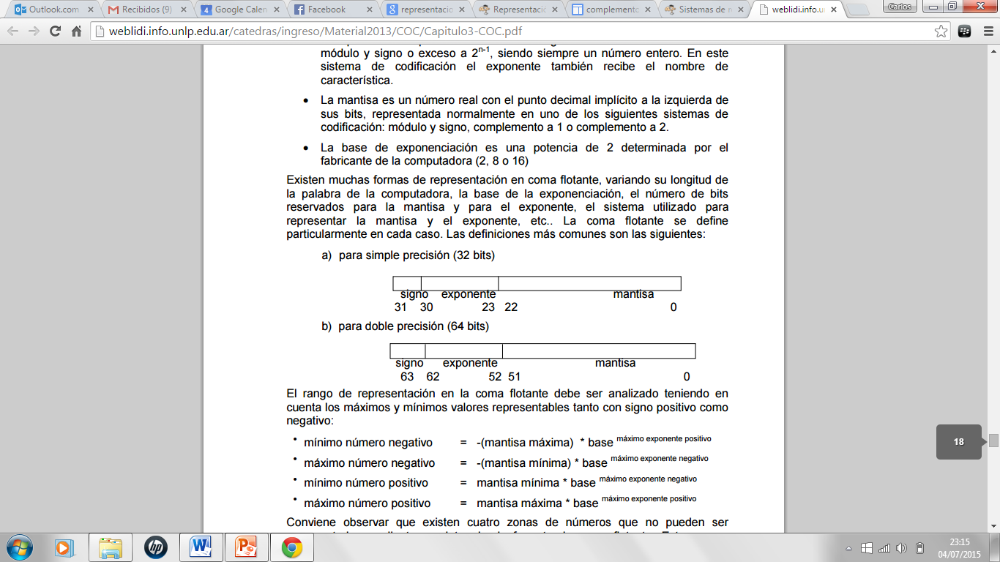 Outlook.com
Recibidos (9)
Google Calen
Facebook
representacio
Representaci
complemento
Sistemas de r
weblidi.info.u
Carlos
weblidi.info.unlp.edu.ar/catedras/ingreso/Material2013/COC/Capitulo3-COC.pdf
módulo y signo o exceso a 2n-1, siendo siempre un número entero. En este
sistema de codificación el exponente también recibe el nombre de
característica.
• La mantisa es un número real con el punto decimal implícito a la izquierda de
sus bits, representada normalmente en uno de los siguientes sistemas de
codificación: módulo y signo, complemento a 1 o complemento a 2.
• La base de exponenciación es una potencia de 2 determinada por el
fabricante de la computadora (2, 8 o 16)
Existen muchas formas de representación en coma flotante, variando su longitud de
la palabra de la computadora, la base de la exponenciación, el número de bits
reservados para la mantisa y para el exponente, el sistema utilizado para
representar la mantisa y el exponente, etc.. La coma flotante se define
particularmente en cada caso. Las definiciones más comunes son las siguientes:
a) para simple precisión (32 bits)
signo exponente mantisa
31 30 23 22 0
b) para doble precisión (64 bits)
signo exponente mantisa
63 62 52 51 0
El rango de representación en la coma flotante debe ser analizado teniendo en
cuenta los máximos y mínimos valores representables tanto con signo positivo como
negativo:
• mínimo número negativo = -(mantisa máxima) * base máximo exponente positivo
• máximo número negativo = -(mantisa mínima) * base máximo exponente negativo
• mínimo número positivo = mantisa mínima * base máximo exponente negativo
• máximo número positivo = mantisa máxima * base máximo exponente positivo
Conviene observar que existen cuatro zonas de números que no pueden ser
18
23:15
04/07/2015